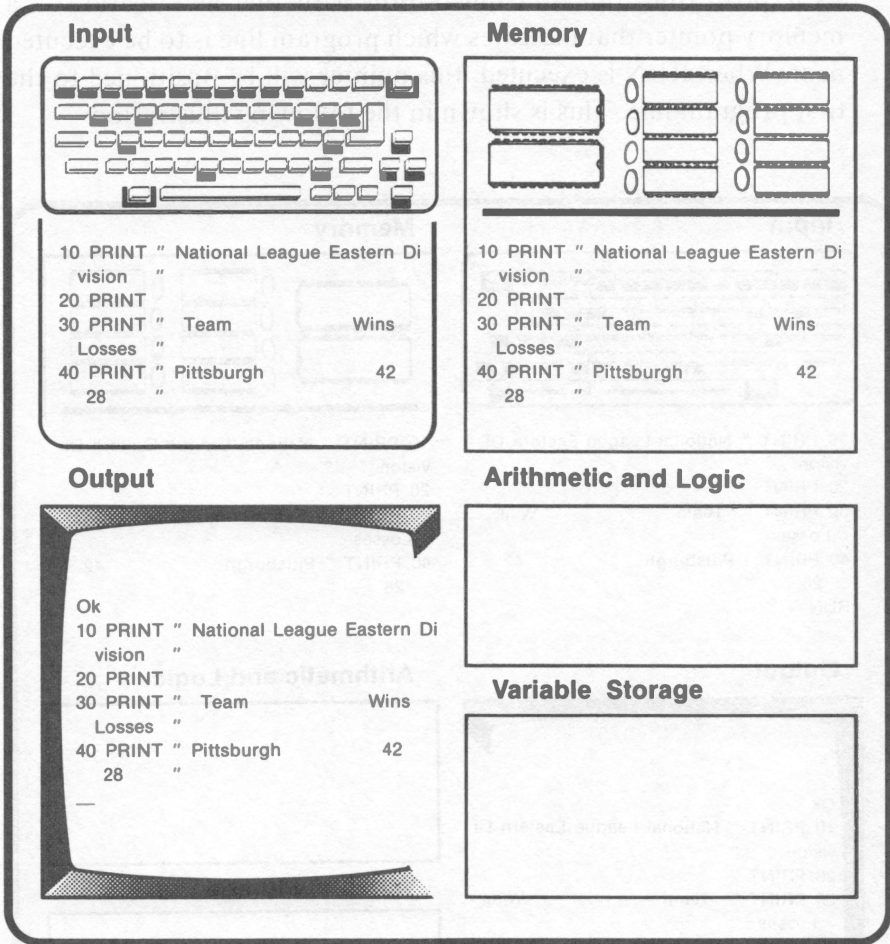 Input
10 PRINT " National League Eastern Di
vision "
20 PRINT
30 PRINT " Team Wins
Losses "
40 PRINT " Pittsburgh 42
28 "
Memory
10 PRINT " National League Eastern Di
vision "
20 PRINT
30 PRINT " Team Wins
Losses "
40 PRINT " Pittsburgh 42
28 "
Output
Ok
10 PRINT " National League Eastern Di
vision "
20 PRINT
30 PRINT " Team Wins
Losses "
40 PRINT " Pittsburgh 42
28 "
_
Arithmetic and Logic
Variable Storage